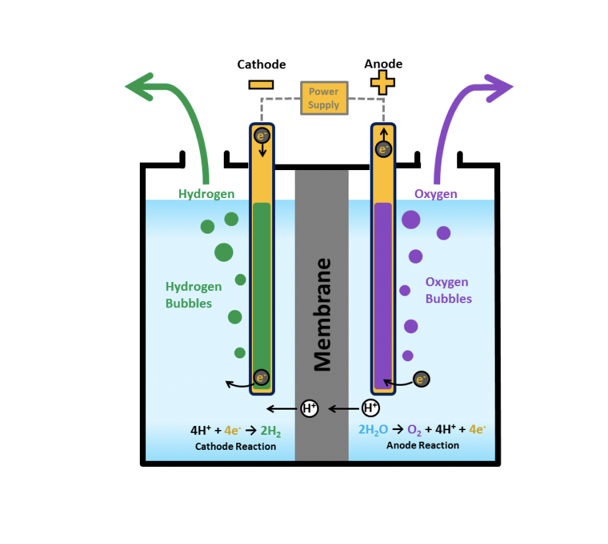 Cathode
Anode
Power
Supply
e⁻
e⁻
Hydrogen
Oxygen
Hydrogen
Bubbles
Membrane
Oxygen
Bubbles
e⁻
e⁻
H⁺
H⁺
4H⁺ + 4e⁻ → 2H₂
Cathode Reaction
2H₂O → O₂ + 4H⁺ + 4e⁻
Anode Reaction